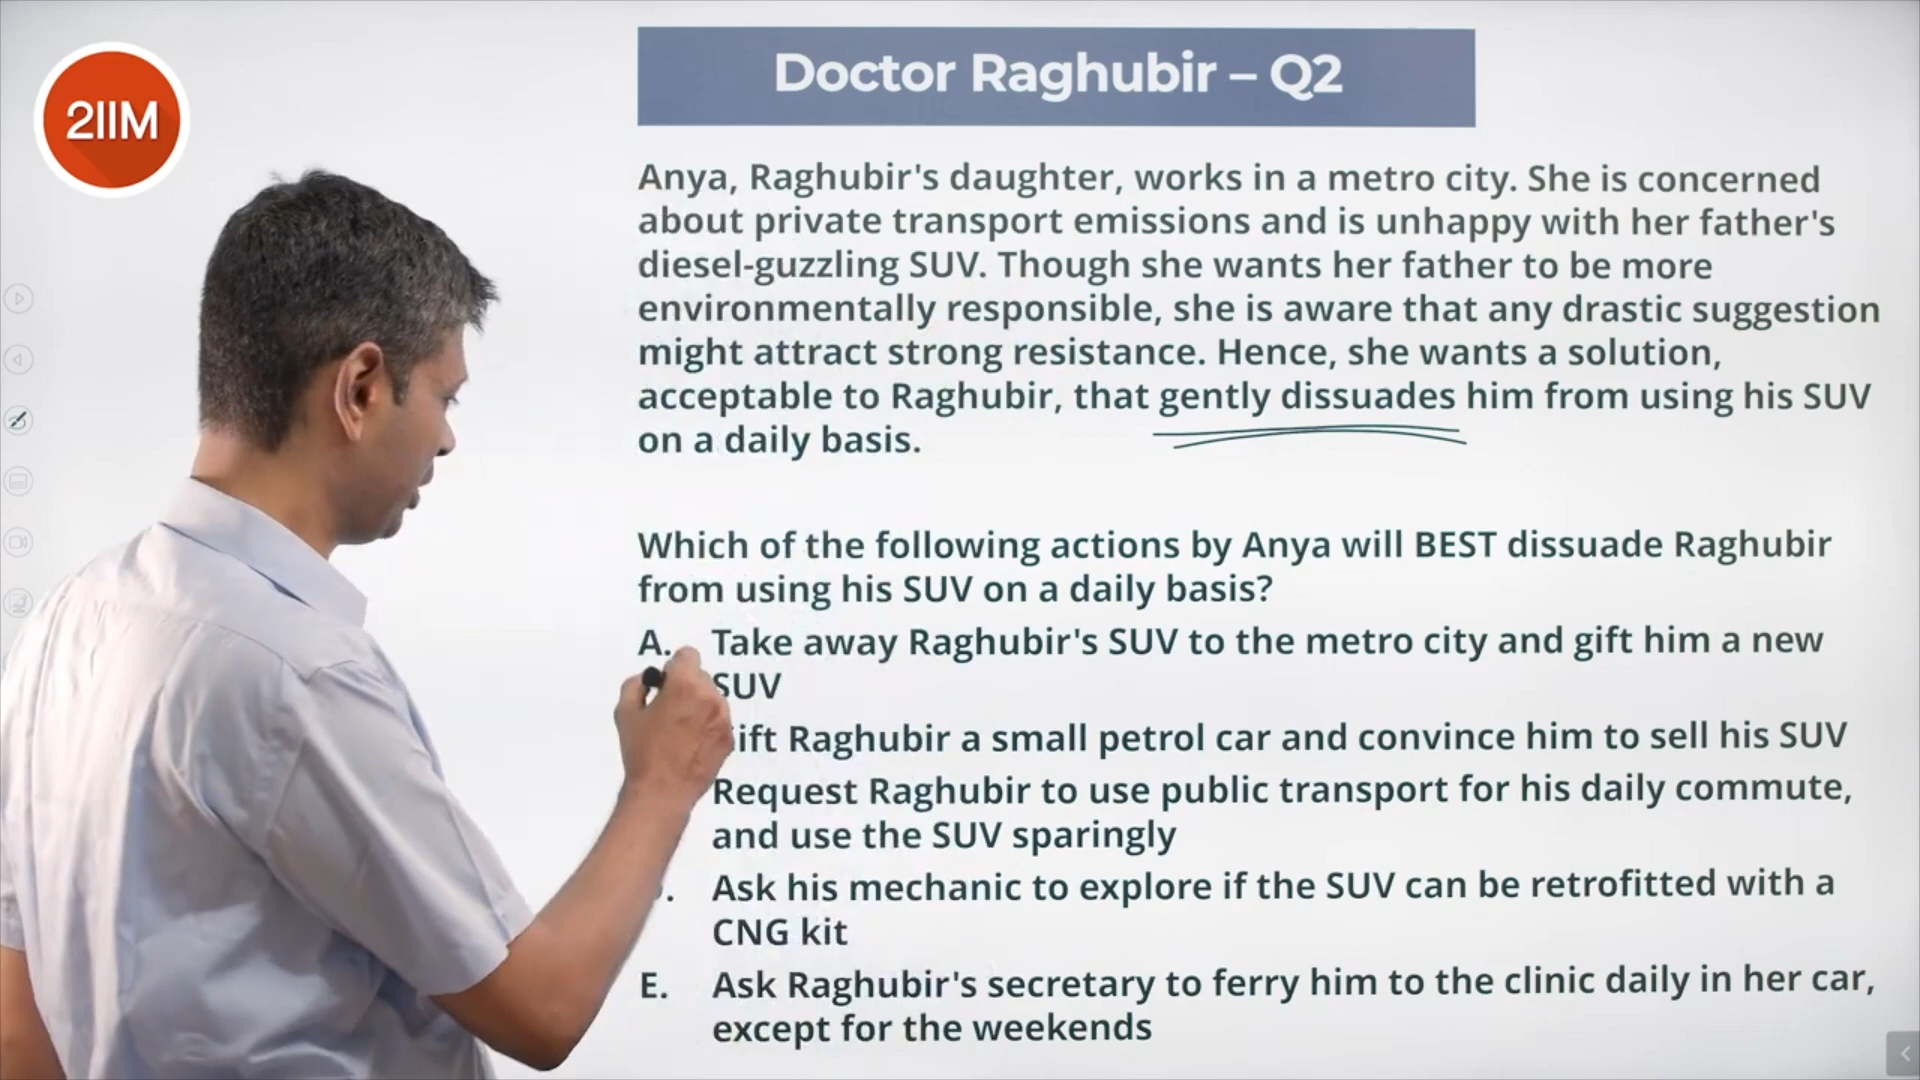 2IIM
Doctor Raghubir – Q2
Anya, Raghubir's daughter, works in a metro city. She is concerned
about private transport emissions and is unhappy with her father's
diesel-guzzling SUV. Though she wants her father to be more
environmentally responsible, she is aware that any drastic suggestion
might attract strong resistance. Hence, she wants a solution,
acceptable to Raghubir, that gently dissuades him from using his SUV
on a daily basis.
Which of the following actions by Anya will BEST dissuade Raghubir
from using his SUV on a daily basis?
A. Take away Raghubir's SUV to the metro city and gift him a new
SUV
Raghubir a small petrol car and convince him to sell his SUV
Request Raghubir to use public transport for his daily commute,
and use the SUV sparingly
Ask his mechanic to explore if the SUV can be retrofitted with a
CNG kit
E. Ask Raghubir's secretary to ferry him to the clinic daily in her car,
except for the weekends